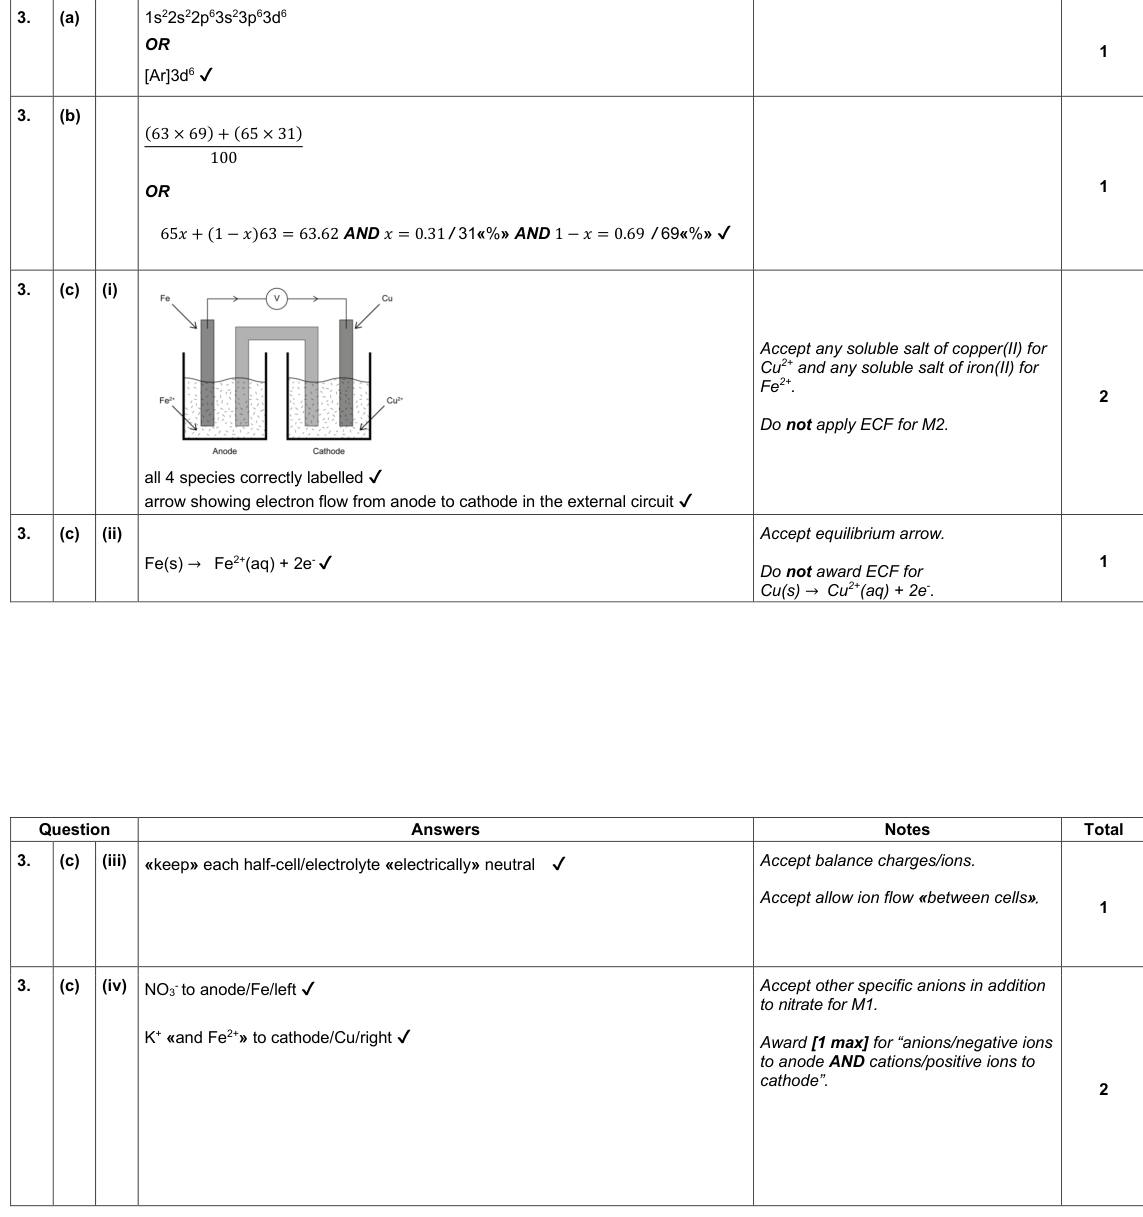 3. (a) 1s²2s²2p⁶3s²3p⁶3d⁶
OR
[Ar]3d⁶ ✓
1
3. (b)
(63 × 69) + (65 × 31)
100
OR
65x + (1 − x)63 = 63.62 AND x = 0.31 / 31«%» AND 1 − x = 0.69 / 69«%» ✓
1
3. (c) (i)
Fe V Cu
Fe²⁺ Cu²⁺
Anode Cathode
all 4 species correctly labelled ✓
arrow showing electron flow from anode to cathode in the external circuit ✓
Accept any soluble salt of copper(II) for
Cu²⁺ and any soluble salt of iron(II) for
Fe²⁺.
Do not apply ECF for M2.
2
3. (c) (ii)
Fe(s) → Fe²⁺(aq) + 2e⁻ ✓
Accept equilibrium arrow.
Do not award ECF for
Cu(s) → Cu²⁺(aq) + 2e⁻.
1
Question Answers Notes Total
3. (c) (iii) «keep» each half-cell/electrolyte «electrically» neutral ✓
Accept balance charges/ions.
Accept allow ion flow «between cells».
1
3. (c) (iv) NO₃⁻ to anode/Fe/left ✓
K⁺ «and Fe²⁺» to cathode/Cu/right ✓
Accept other specific anions in addition
to nitrate for M1.
Award [1 max] for “anions/negative ions
to anode AND cations/positive ions to
cathode”.
2